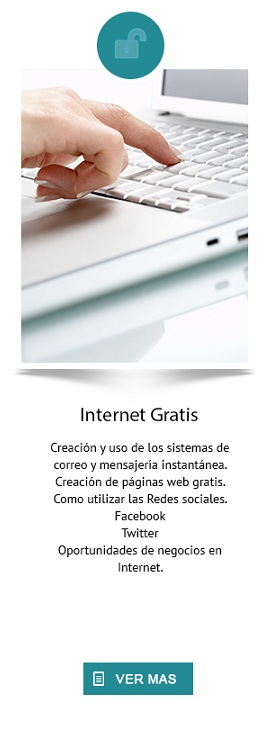 Internet Gratis
Creación y uso de los sistemas de
correo y mensajería instantánea.
Creación de páginas web gratis.
Como utilizar las Redes sociales.
Facebook
Twitter
Oportunidades de negocios en
Internet.
VER MAS